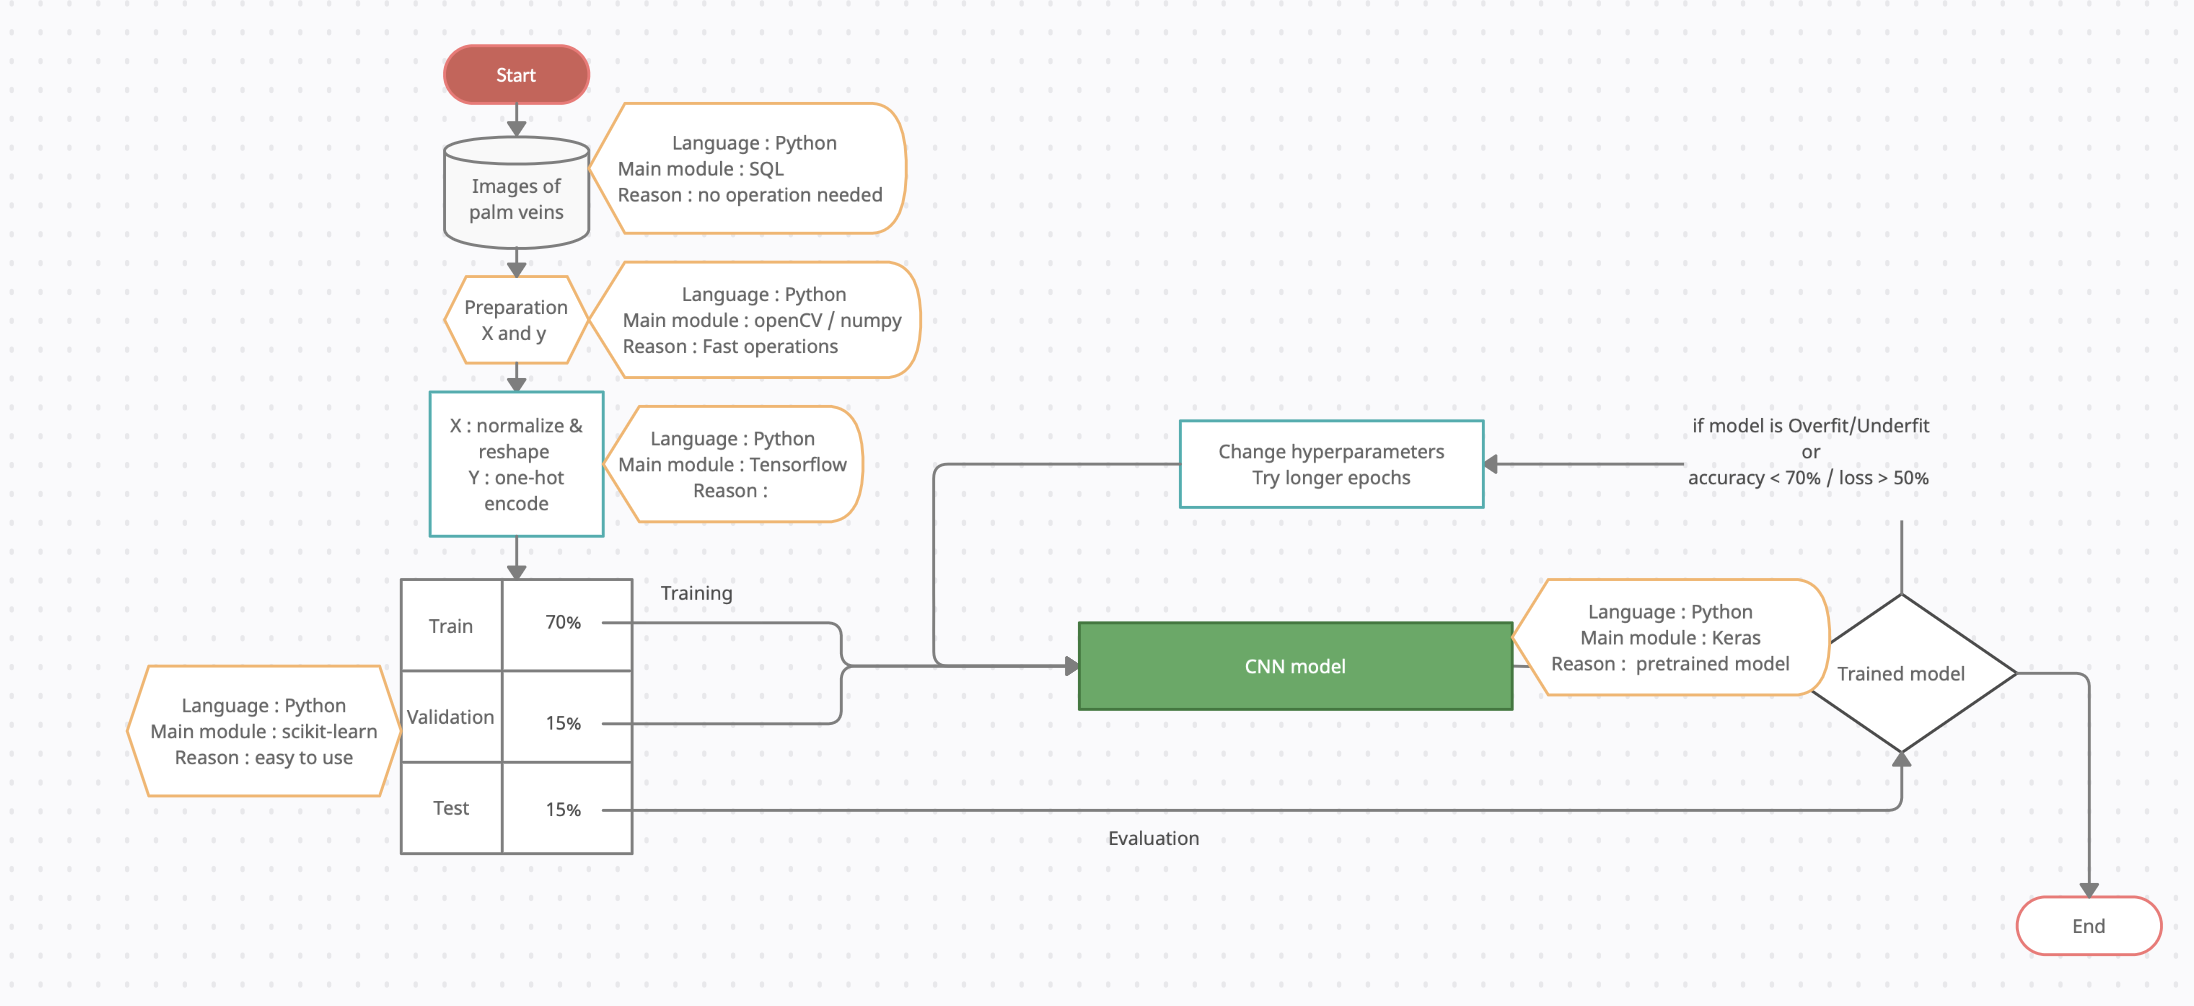 Start
Language : Python
Main module : SQL
Reason : no operation needed
Images of
palm veins
Language : Python
Main module : openCV / numpy
Reason : Fast operations
Preparation
X and y
X : normalize &
reshape
Y : one-hot
encode
Language : Python
Main module : Tensorflow
Reason :
Change hyperparameters
Try longer epochs
if model is Overfit/Underfit
or
accuracy < 70% / loss > 50%
Training
Train
70%
Validation
15%
Test
15%
Language : Python
Main module : scikit-learn
Reason : easy to use
CNN model
Language : Python
Main module : Keras
Reason :  pretrained model
Trained model
Evaluation
End